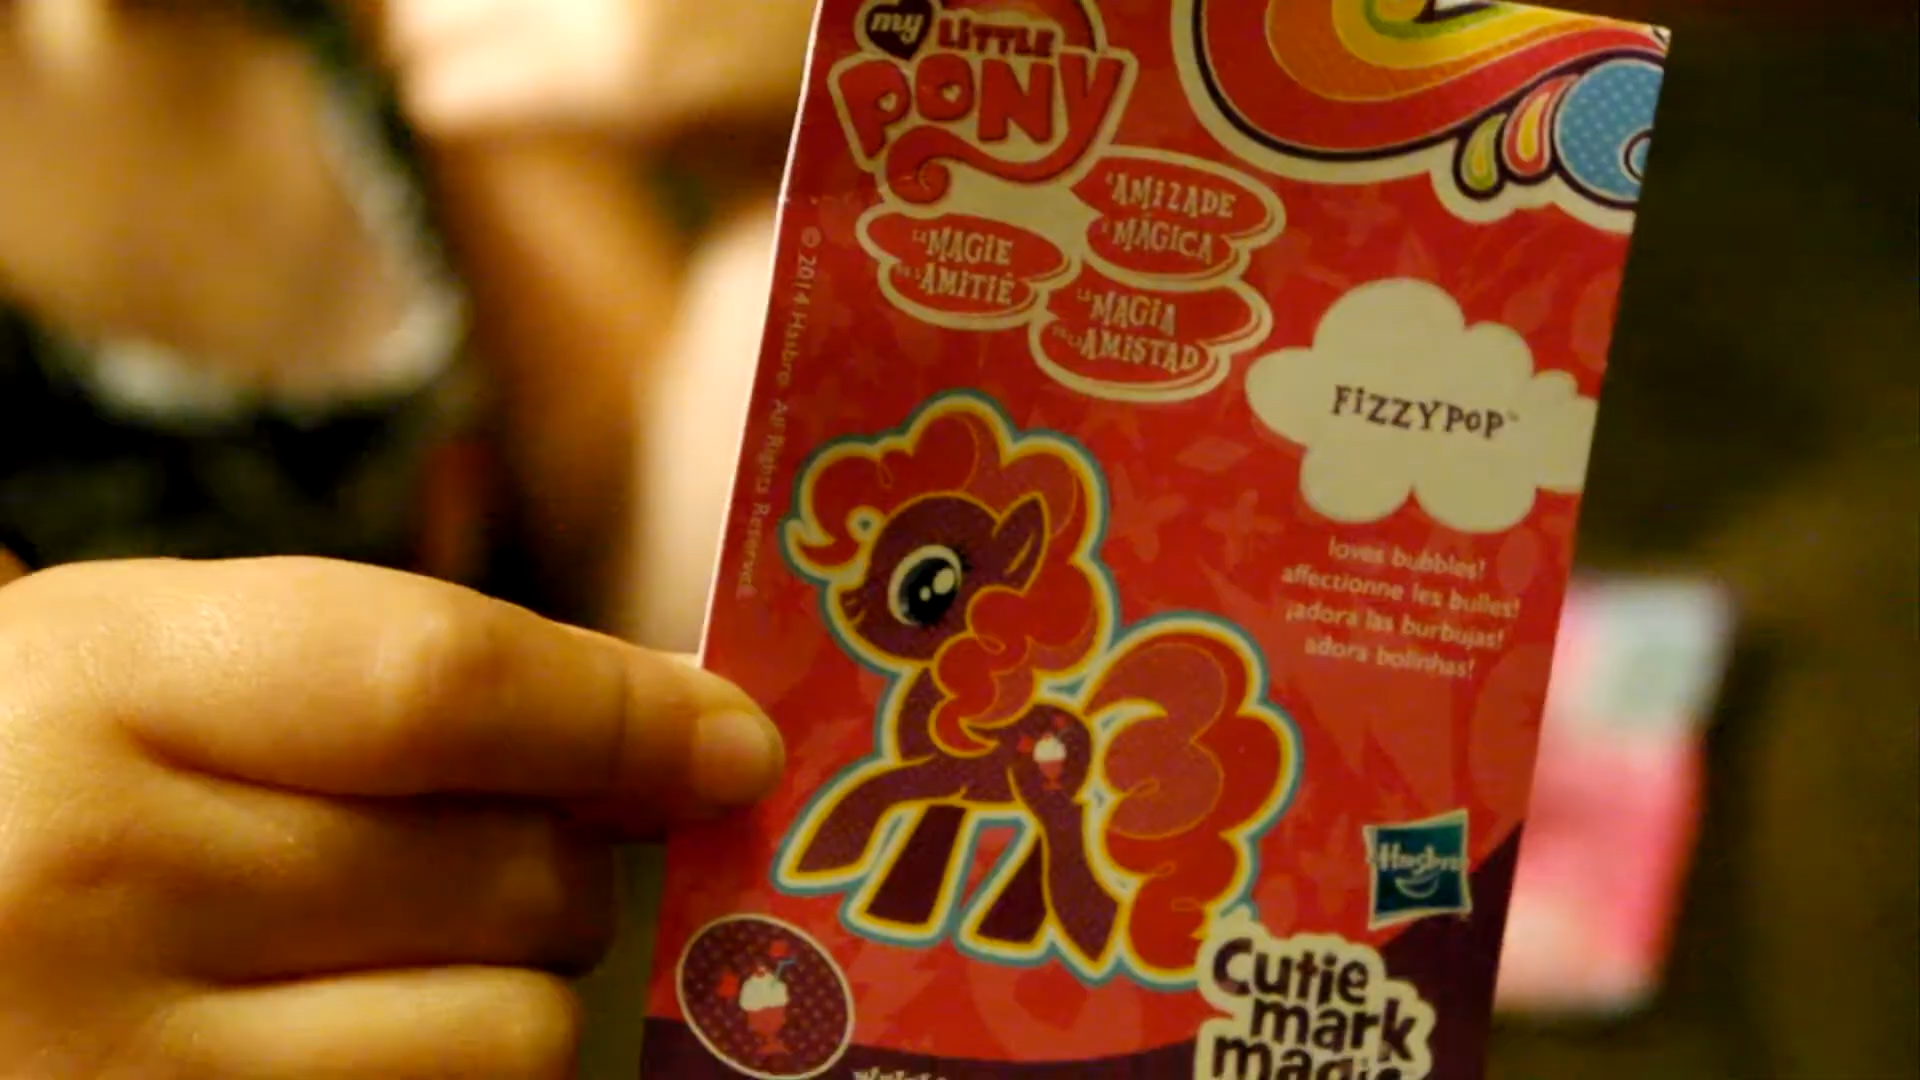 my LITTLE
PONY
A AMIZADE
É MÁGICA
LA MAGIE
DE L'AMITIÉ
LA MAGIA
DE LA AMISTAD
© 2014 Hasbro. All Rights Reserved.
FiZZYPOP™
loves bubbles!
affectionne les bulles!
¡adora las burbujas!
adora bolinhas!
Hasbro
Cutie
mark
magic